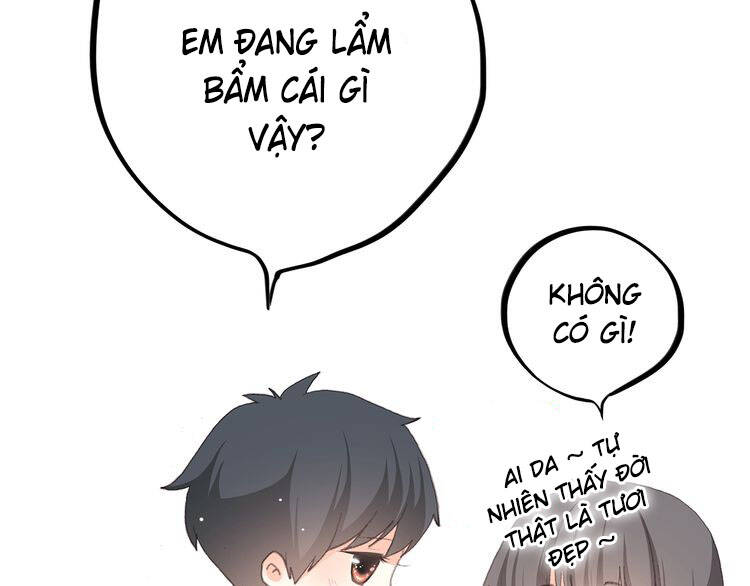 EM ĐANG LẨM
BẨM CÁI GÌ
VẬY?
KHÔNG
CÓ GÌ!
AI DA ~ TỰ
NHIÊN THẤY ĐỜI
THẬT LÀ TƯƠI
ĐẸP ~